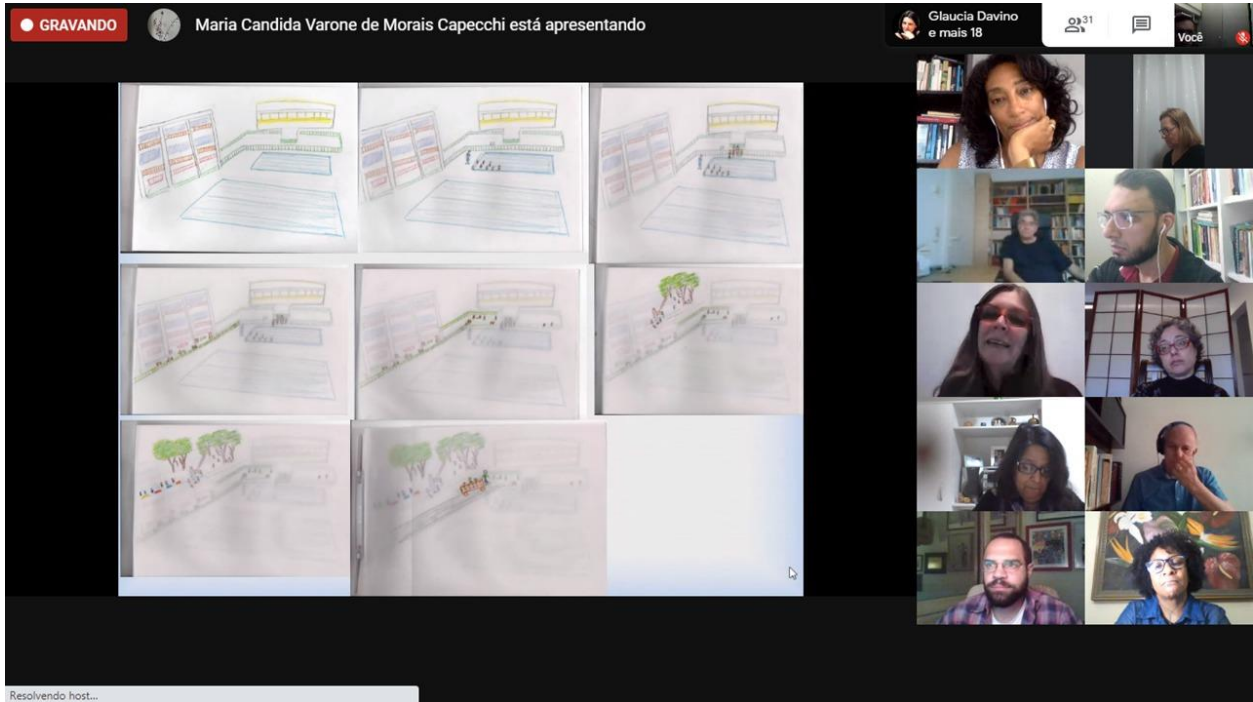 GRAVANDO
Maria Candida Varone de Morais Capecchi está apresentando
Glaucia Davino
e mais 18
31
Você
Resolvendo host...